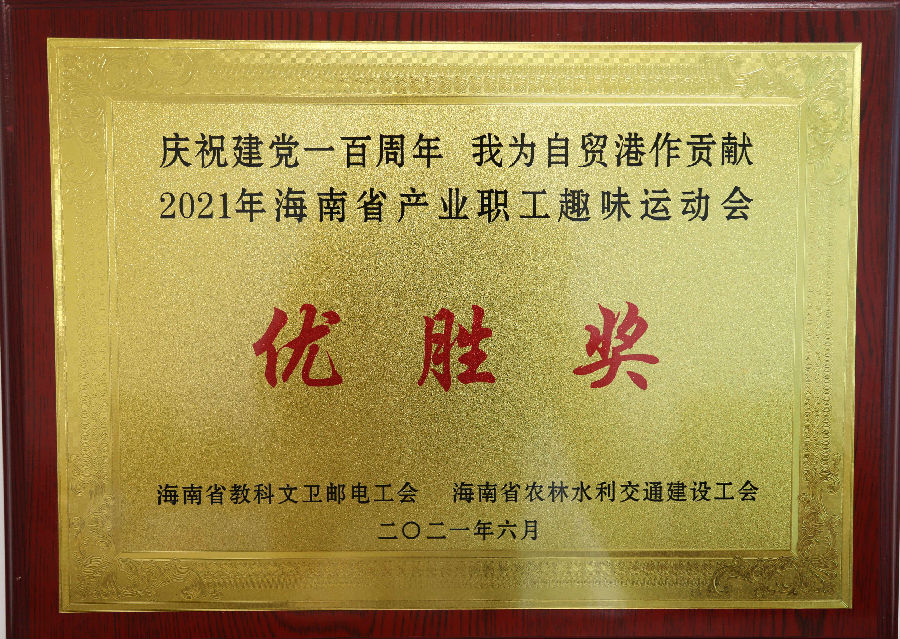 庆祝建党一百周年 我为自贸港作贡献
2021年海南省产业职工趣味运动会
优胜奖
海南省教科文卫邮电工会 海南省农林水利交通建设工会
二〇二一年六月